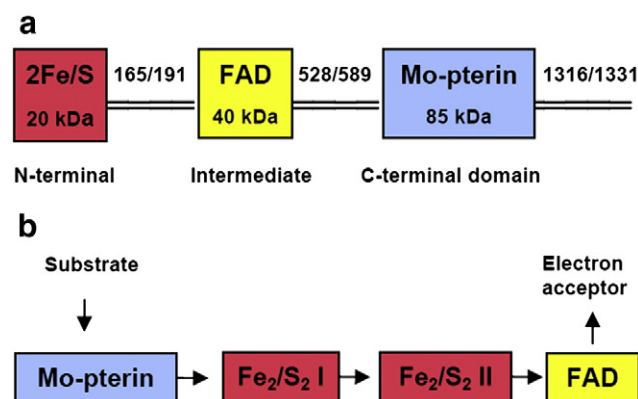 a
2Fe/S 165/191 FAD 528/589 Mo-pterin 1316/1331
20 kDa 40 kDa 85 kDa
N-terminal Intermediate C-terminal domain
b
Substrate Electron
acceptor
Mo-pterin Fe₂/S₂ I Fe₂/S₂ II FAD